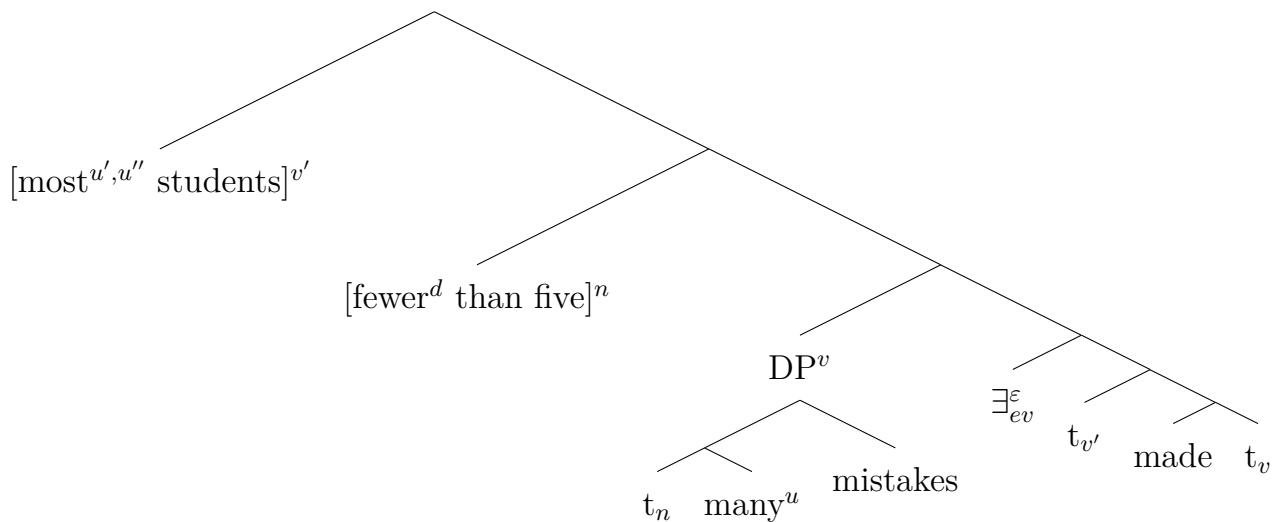 [most^{u′,u″} students]^{v′}
[fewer^{d} than five]^{n}
DP^{v}
∃^{ε}_{ev}
t_{v′}
made
t_{v}
t_{n}
many^{u}
mistakes